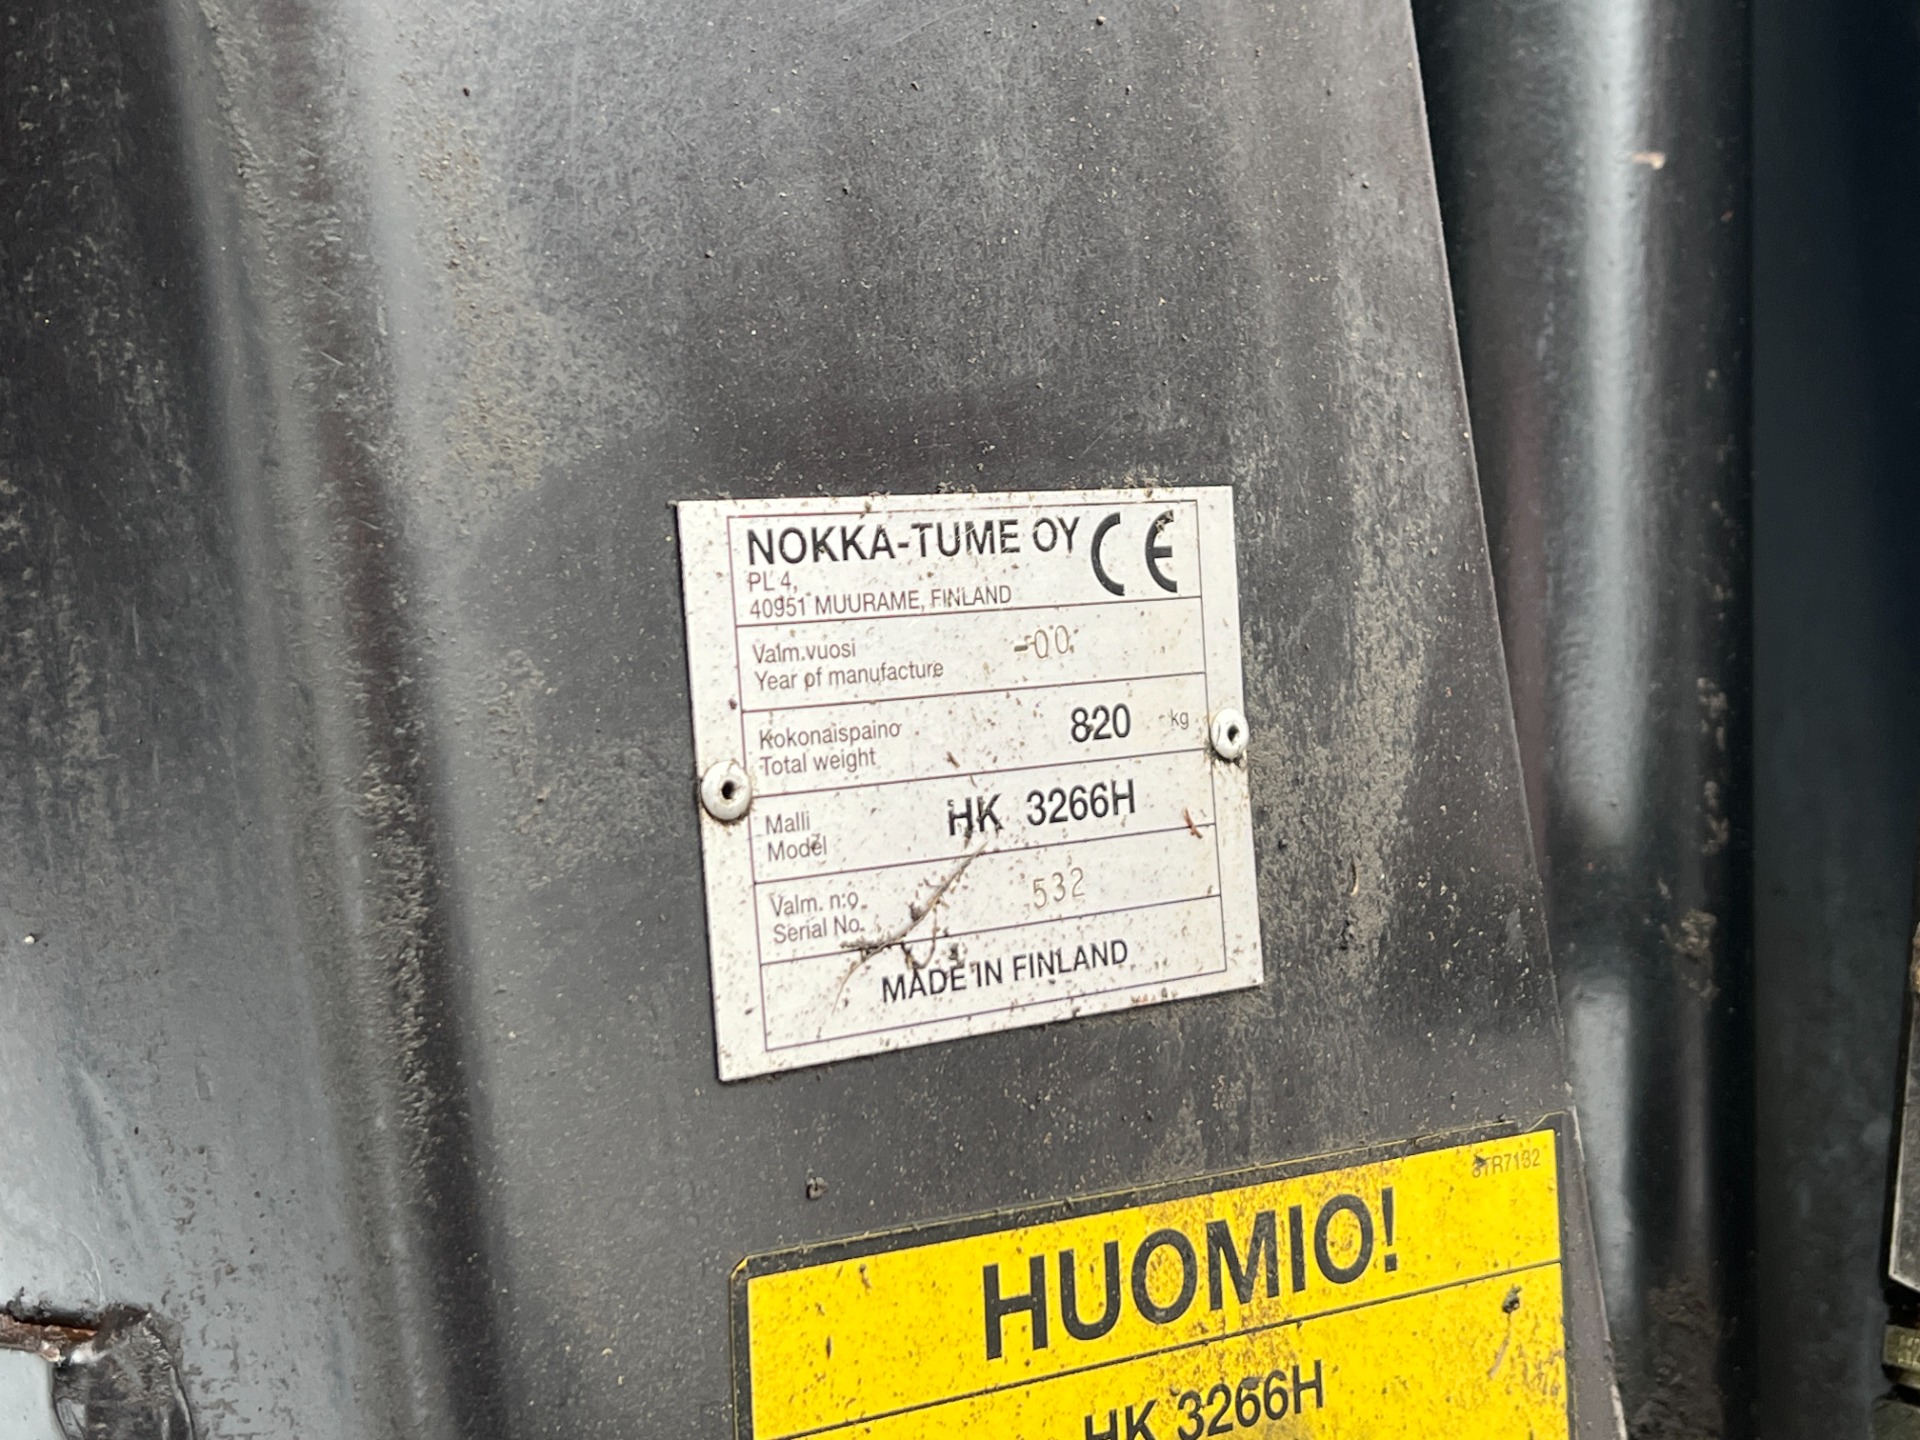 NOKKA-TUME OY CE
PL 4,
40951 MUURAME, FINLAND
Valm.vuosi
Year of manufacture -00
Kokonaispaino
Total weight 820 kg
Malli
Model HK 3266H
Valm. n:o
Serial No. 532
MADE IN FINLAND
STR7132
HUOMIO!
HK 3266H